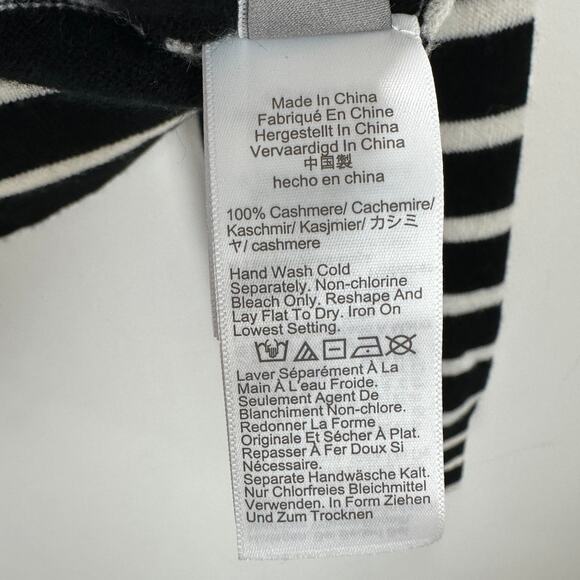 Made In China
Fabriqué En Chine
Hergestellt In China
Vervaardigd In China
中国製
hecho en china
100% Cashmere/ Cachemire/
Kaschmir/ Kasjmier/ カシミ
ヤ/ cashmere
Hand Wash Cold
Separately. Non-chlorine
Bleach Only. Reshape And
Lay Flat To Dry. Iron On
Lowest Setting.
Laver Séparément À La
Main À L'eau Froide.
Seulement Agent De
Blanchiment Non-chlore.
Redonner La Forme
Originale Et Sécher À Plat.
Repasser À Fer Doux Si
Nécessaire.
Separate Handwäsche Kalt.
Nur Chlorfreies Bleichmittel
Verwenden. In Form Ziehen
Und Zum Trocknen